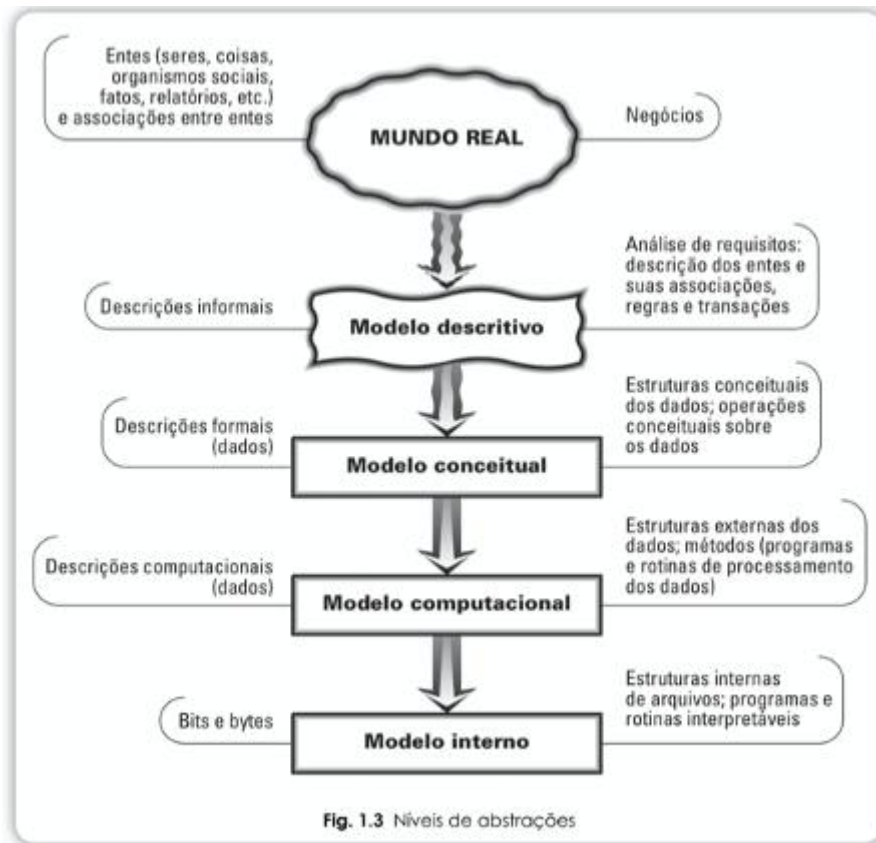 Entes (seres, coisas,
organismos sociais,
fatos, relatórios, etc.)
e associações entre entes
MUNDO REAL
Negócios
Descrições informais
Modelo descritivo
Análise de requisitos:
descrição dos entes e
suas associações,
regras e transações
Descrições formais
(dados)
Modelo conceitual
Estruturas conceituais
dos dados; operações
conceituais sobre
os dados
Descrições computacionais
(dados)
Modelo computacional
Estruturas externas dos
dados; métodos (programas
e rotinas de processamento
dos dados)
Bits e bytes
Modelo interno
Estruturas internas
de arquivos; programas e
rotinas interpretáveis
Fig. 1.3 Níveis de abstrações